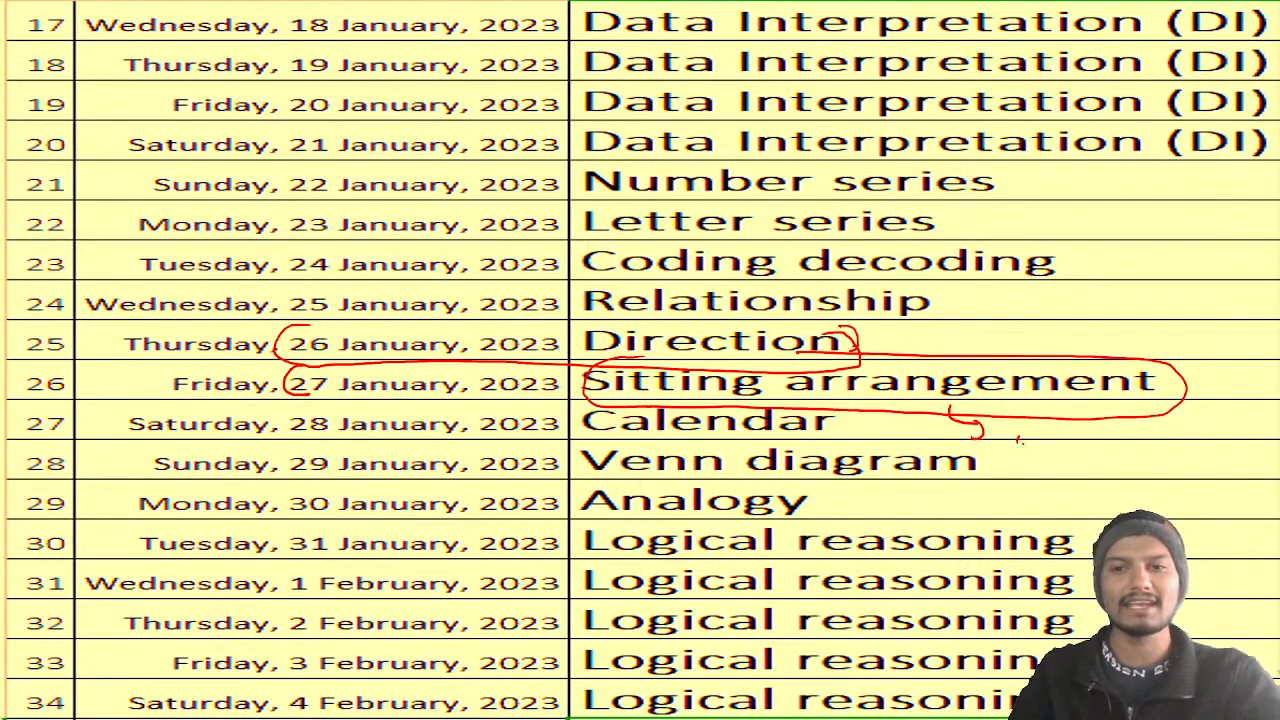 17 Wednesday, 18 January, 2023 Data Interpretation (DI)
18 Thursday, 19 January, 2023 Data Interpretation (DI)
19 Friday, 20 January, 2023 Data Interpretation (DI)
20 Saturday, 21 January, 2023 Data Interpretation (DI)
21 Sunday, 22 January, 2023 Number series
22 Monday, 23 January, 2023 Letter series
23 Tuesday, 24 January, 2023 Coding decoding
24 Wednesday, 25 January, 2023 Relationship
25 Thursday, 26 January, 2023 Direction
26 Friday, 27 January, 2023 Sitting arrangement
27 Saturday, 28 January, 2023 Calendar
28 Sunday, 29 January, 2023 Venn diagram
29 Monday, 30 January, 2023 Analogy
30 Tuesday, 31 January, 2023 Logical reasoning
31 Wednesday, 1 February, 2023 Logical reasoning
32 Thursday, 2 February, 2023 Logical reasoning
33 Friday, 3 February, 2023 Logical reason
34 Saturday, 4 February, 2023 Logical reasonin